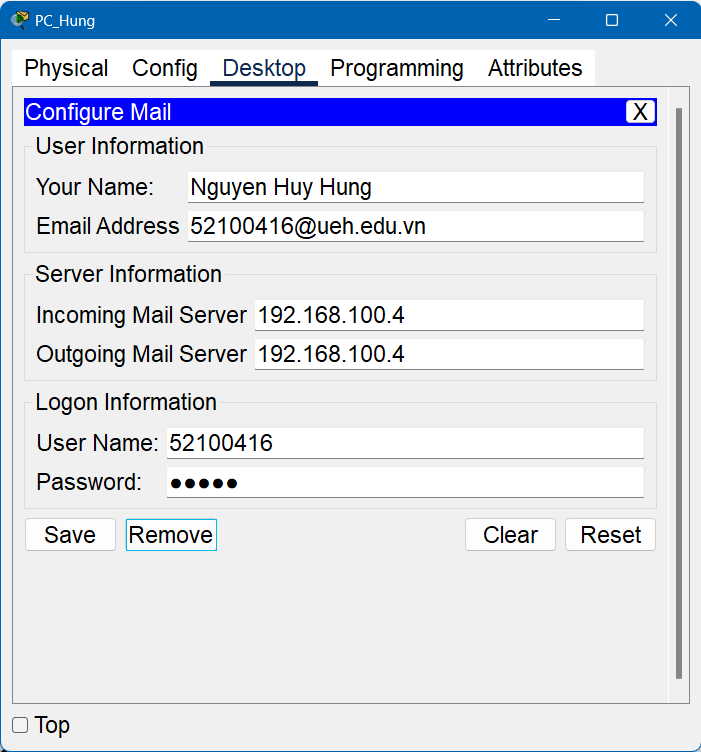 PC_Hung
Physical Config Desktop Programming Attributes
Configure Mail X
User Information
Your Name: Nguyen Huy Hung
Email Address 52100416@ueh.edu.vn
Server Information
Incoming Mail Server 192.168.100.4
Outgoing Mail Server 192.168.100.4
Logon Information
User Name: 52100416
Password: ●●●●●
Save Remove Clear Reset
Top